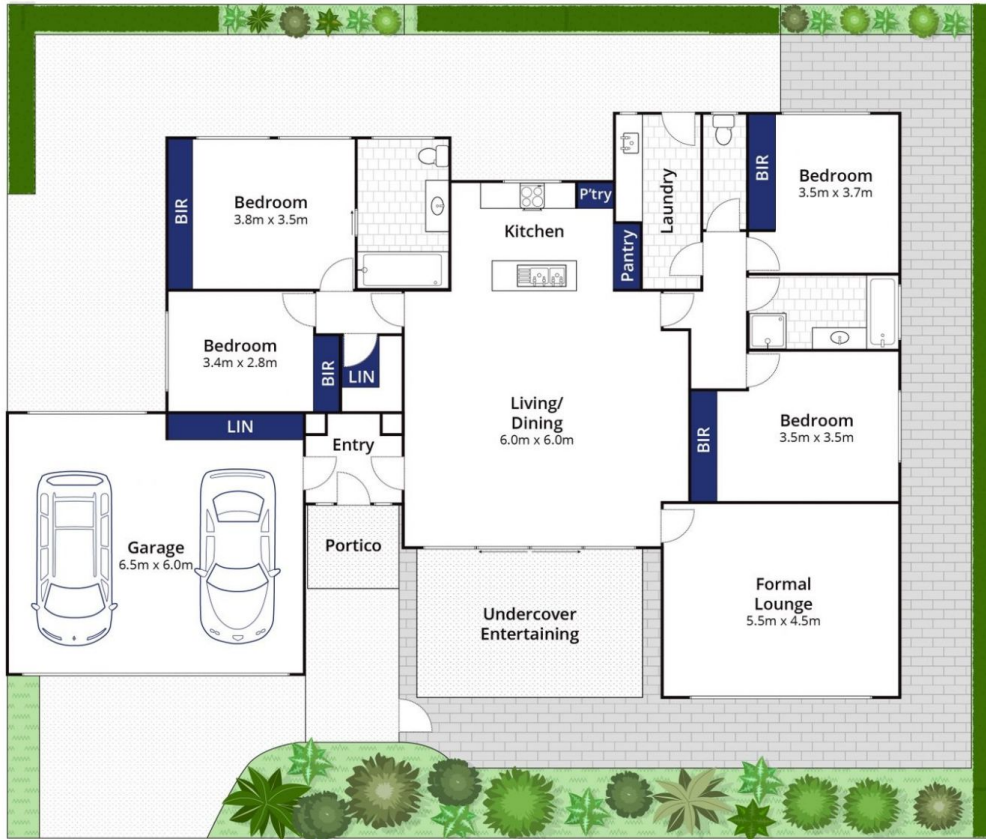 BIR
Bedroom
3.8m x 3.5m
Kitchen
P'try
Pantry
Laundry
BIR
Bedroom
3.5m x 3.7m
Bedroom
3.4m x 2.8m
BIR
LIN
LIN
Entry
Living/
Dining
6.0m x 6.0m
BIR
Bedroom
3.5m x 3.5m
Garage
6.5m x 6.0m
Portico
Undercover
Entertaining
Formal
Lounge
5.5m x 4.5m